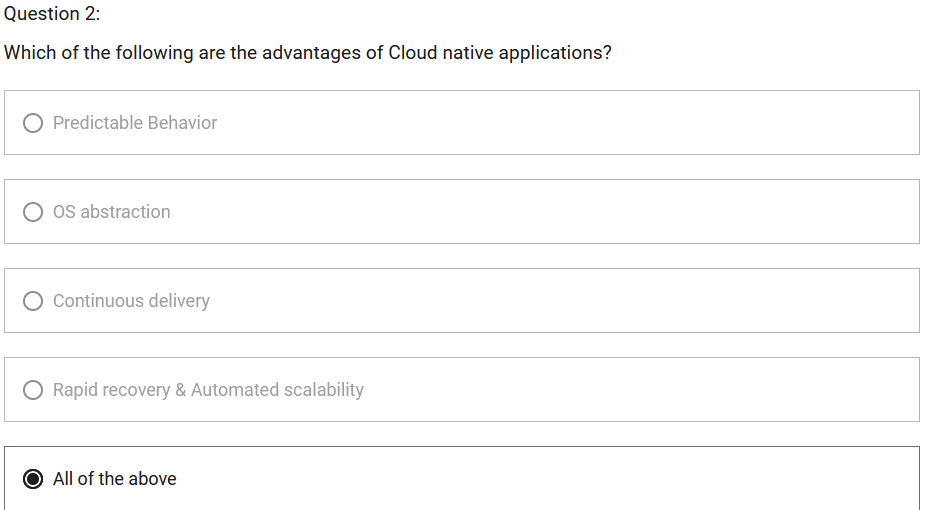 Question 2:
Which of the following are the advantages of Cloud native applications?
Predictable Behavior
OS abstraction
Continuous delivery
Rapid recovery & Automated scalability
All of the above